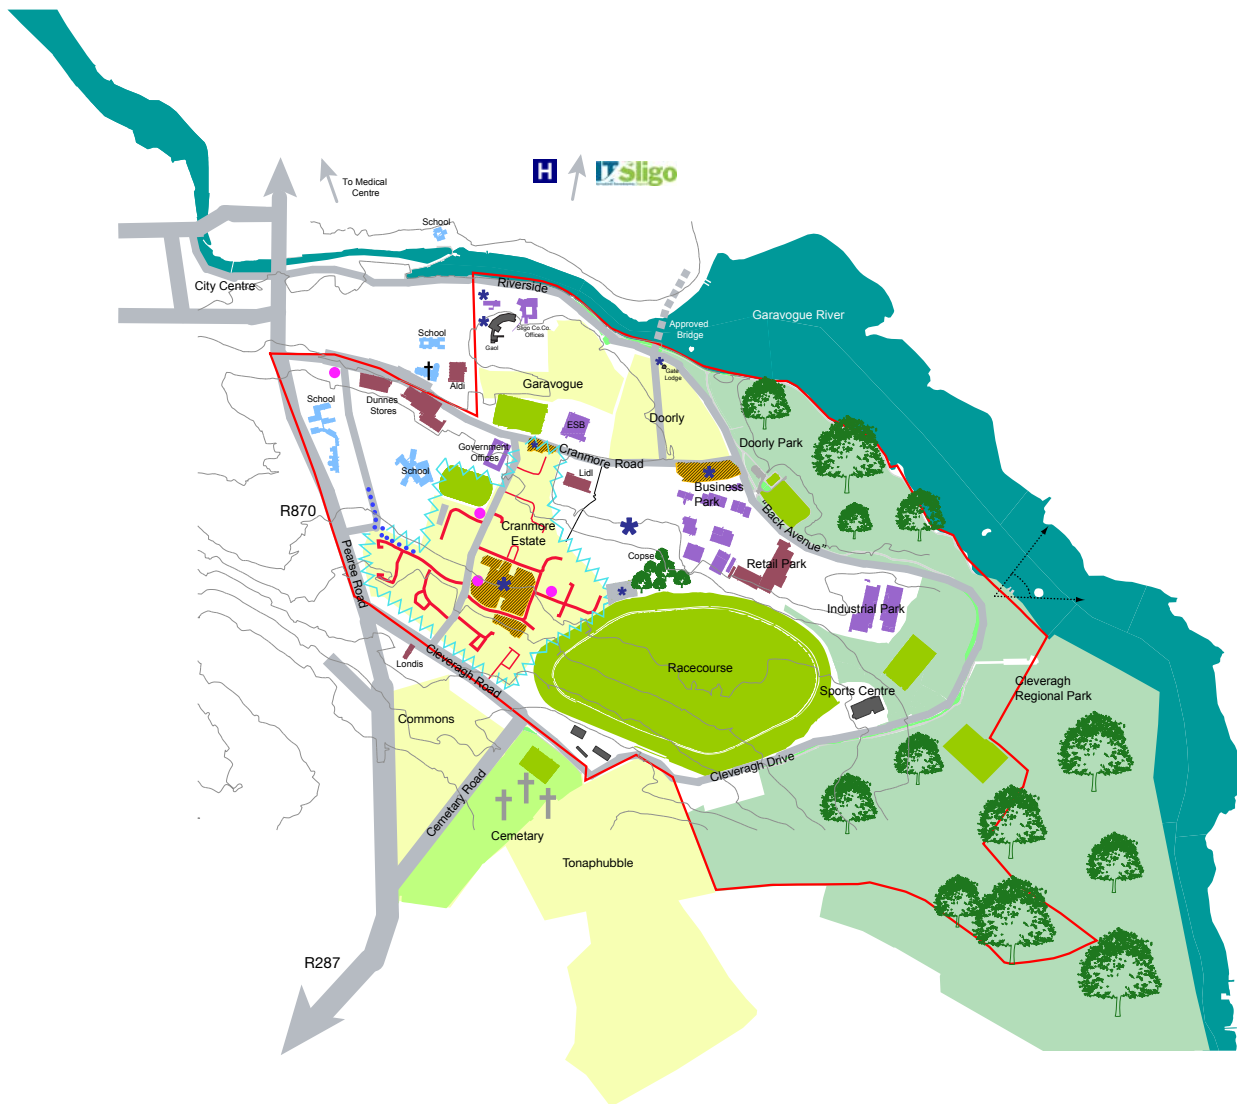 To Medical
Centre
H
IT Sligo
School
City Centre
Riverside
Sligo Co.Co.
Offices
Gaol
Approved
Bridge
Garavogue River
School
Gate
Lodge
Aldi
Dunnes
Stores
Garavogue
School
Doorly
ESB
Doorly Park
Government
Offices
Cranmore Road
School
Lidl
Business
Park
R870
Cranmore
Estate
"Back Avenue"
Pearse Road
Copse
Retail Park
Industrial Park
Londis
Cleveragh Road
Racecourse
Sports Centre
Cleveragh
Regional Park
Commons
Cleveragh Drive
Cemetary Road
Cemetary
Tonaphubble
R287